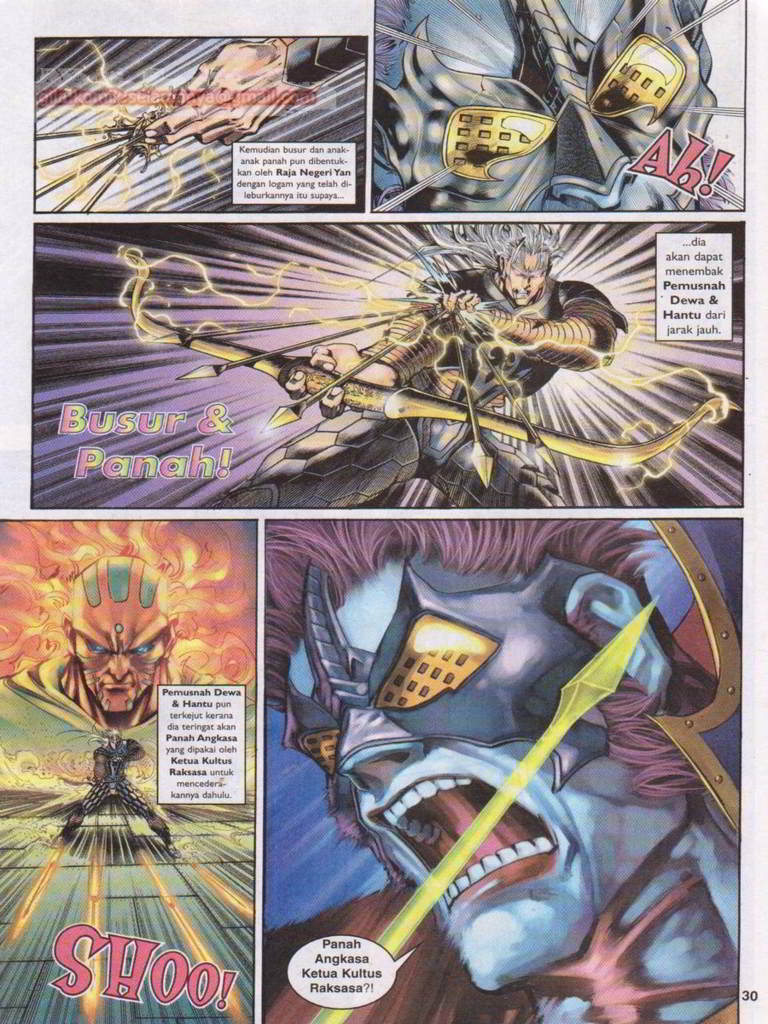 Kemudian busur dan anak-
anak panah pun dibentuk-
kan oleh Raja Negeri Yan
dengan logam yang telah di-
leburkannya itu supaya...
Ah!
...dia
akan dapat
menembak
Pemusnah
Dewa &
Hantu dari
jarak jauh.
Busur &
Panah!
Pemusnah Dewa
& Hantu pun
terkejut kerana
dia teringat akan
Panah Angkasa
yang dipakai oleh
Ketua Kultus
Raksasa untuk
mencedera-
kannya dahulu.
SHOO!
Panah
Angkasa
Ketua Kultus
Raksasa?!
30